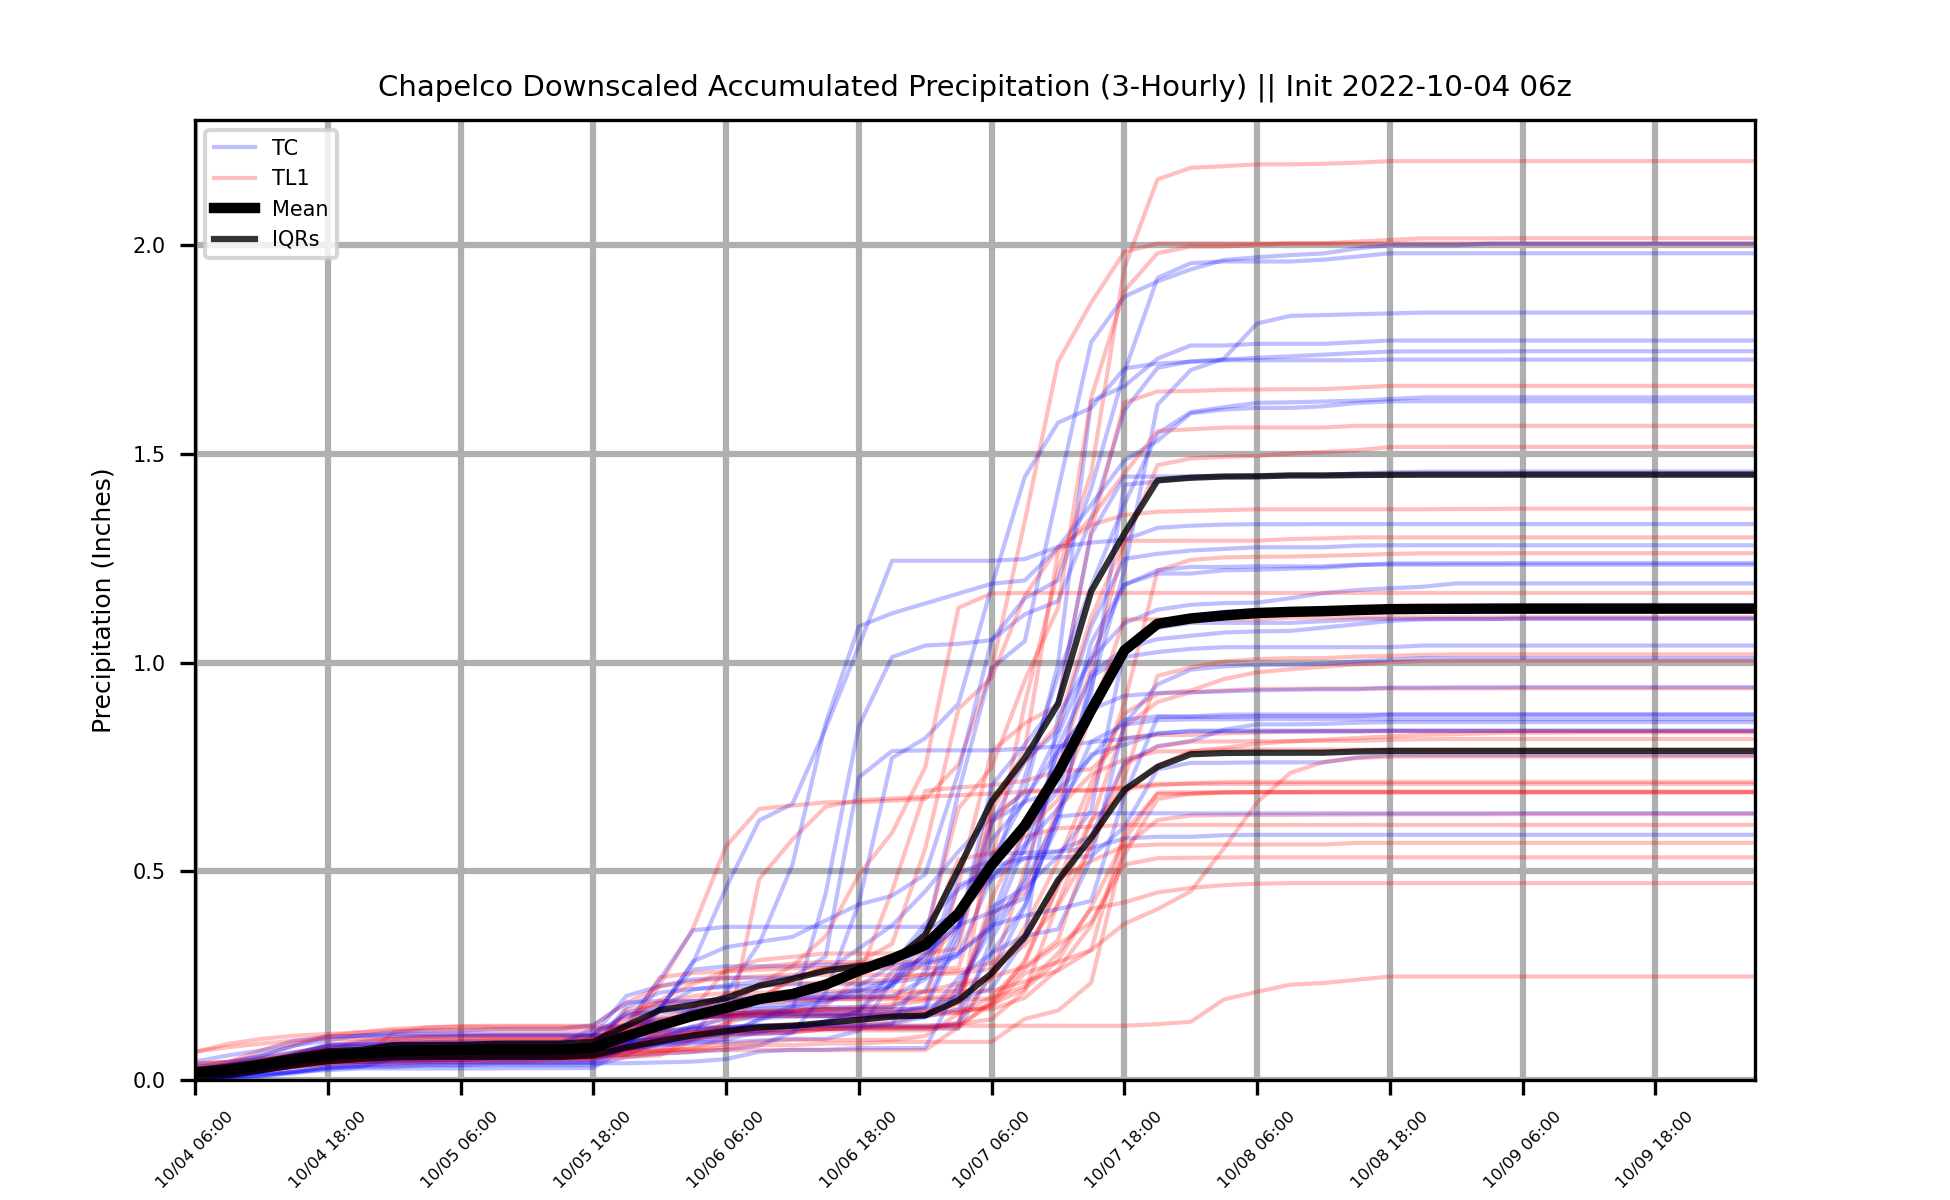 Chapelco Downscaled Accumulated Precipitation (3-Hourly) || Init 2022-10-04 06z
TC
TL1
Mean
IQRs
Precipitation (Inches)
2.0
1.5
1.0
0.5
0.0
10/04 06:00
10/04 18:00
10/05 06:00
10/05 18:00
10/06 06:00
10/06 18:00
10/07 06:00
10/07 18:00
10/08 06:00
10/08 18:00
10/09 06:00
10/09 18:00